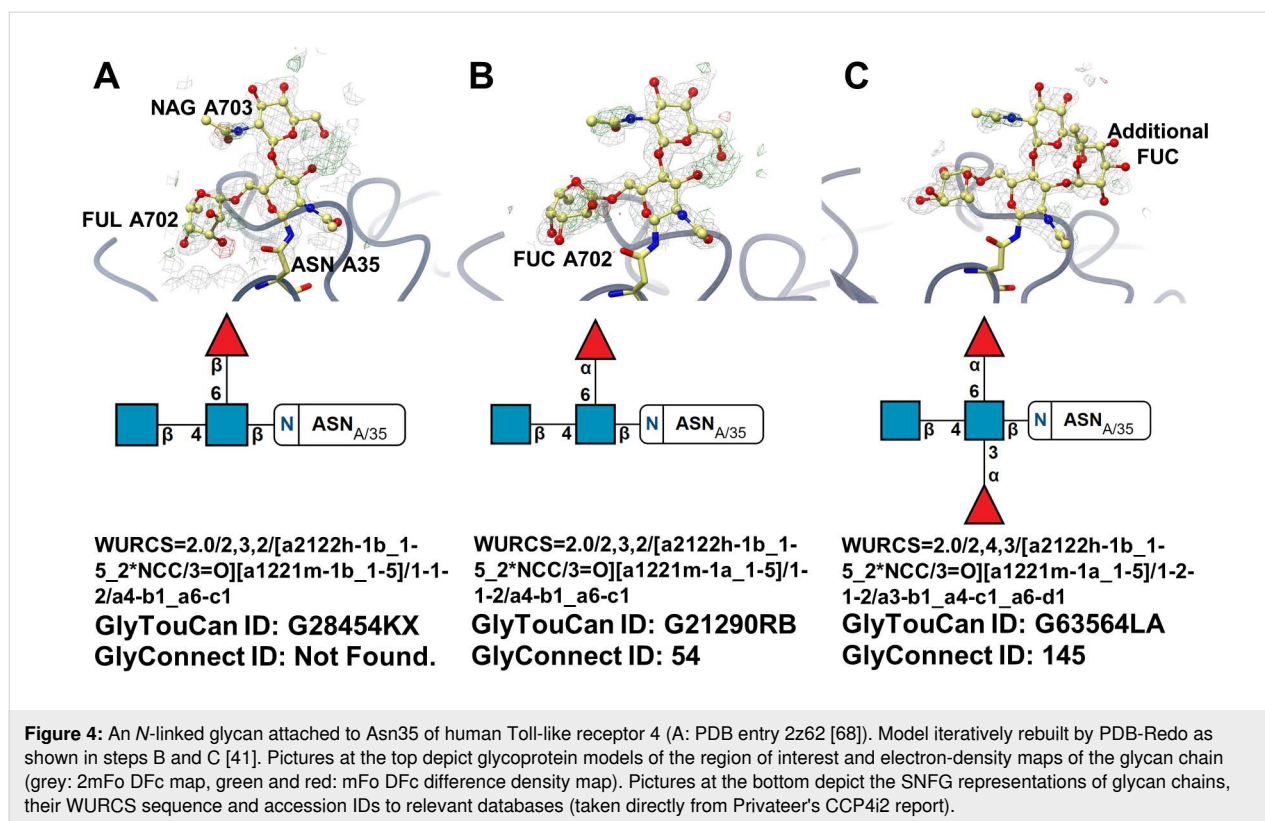 A
B
C
NAG A703
FUL A702
ASN A35
FUC A702
Additional
FUC
β
6
β 4 β N ASN A/35
α
6
β 4 β N ASN A/35
α
6
β 4 β N ASN A/35
3
α
WURCS=2.0/2,3,2/[a2122h-1b_1-
5_2*NCC/3=O][a1221m-1b_1-5]/1-1-
2/a4-b1_a6-c1
GlyTouCan ID: G28454KX
GlyConnect ID: Not Found.
WURCS=2.0/2,3,2/[a2122h-1b_1-
5_2*NCC/3=O][a1221m-1a_1-5]/1-
1-2/a4-b1_a6-c1
GlyTouCan ID: G21290RB
GlyConnect ID: 54
WURCS=2.0/2,4,3/[a2122h-1b_1-
5_2*NCC/3=O][a1221m-1a_1-5]/1-2-
1-2/a3-b1_a4-c1_a6-d1
GlyTouCan ID: G63564LA
GlyConnect ID: 145
Figure 4: An N-linked glycan attached to Asn35 of human Toll-like receptor 4 (A: PDB entry 2z62 [68]). Model iteratively rebuilt by PDB-Redo as
shown in steps B and C [41]. Pictures at the top depict glycoprotein models of the region of interest and electron-density maps of the glycan chain
(grey: 2mFo DFc map, green and red: mFo DFc difference density map). Pictures at the bottom depict the SNFG representations of glycan chains,
their WURCS sequence and accession IDs to relevant databases (taken directly from Privateer's CCP4i2 report).